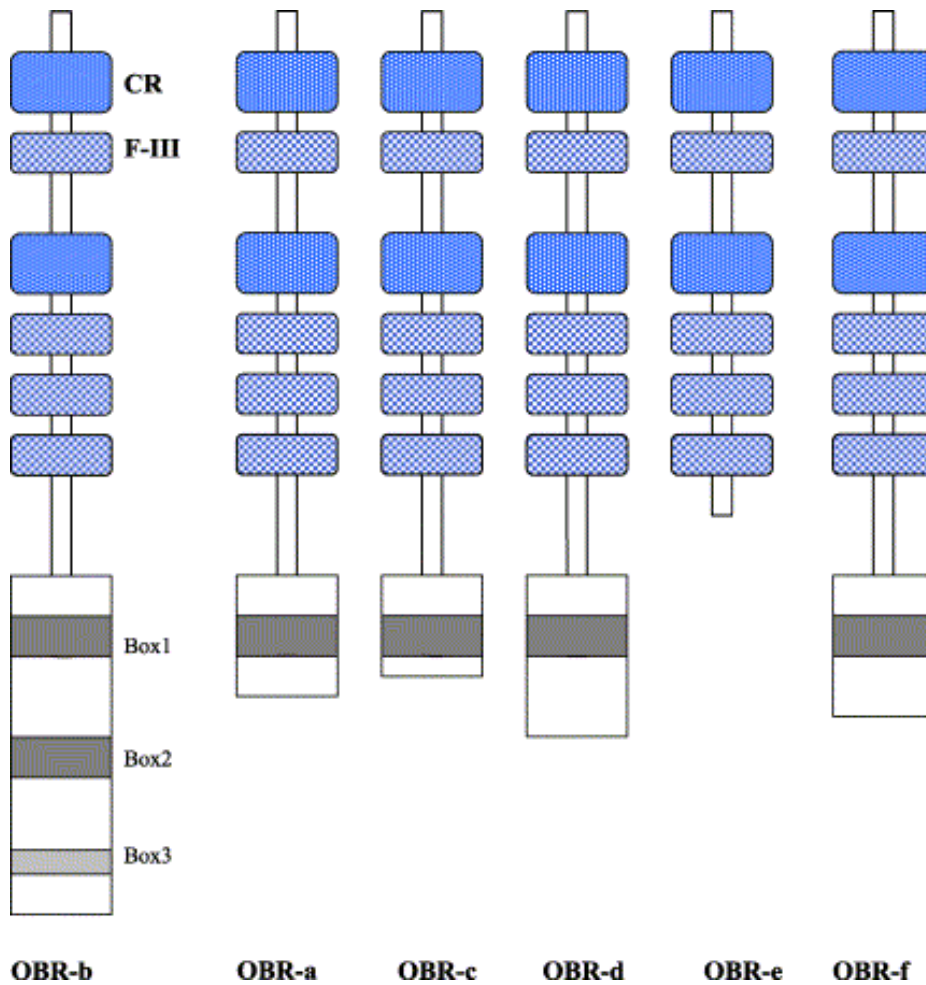 CR
F-III
Box1
Box2
Box3
OBR-b OBR-a OBR-c OBR-d OBR-e OBR-f